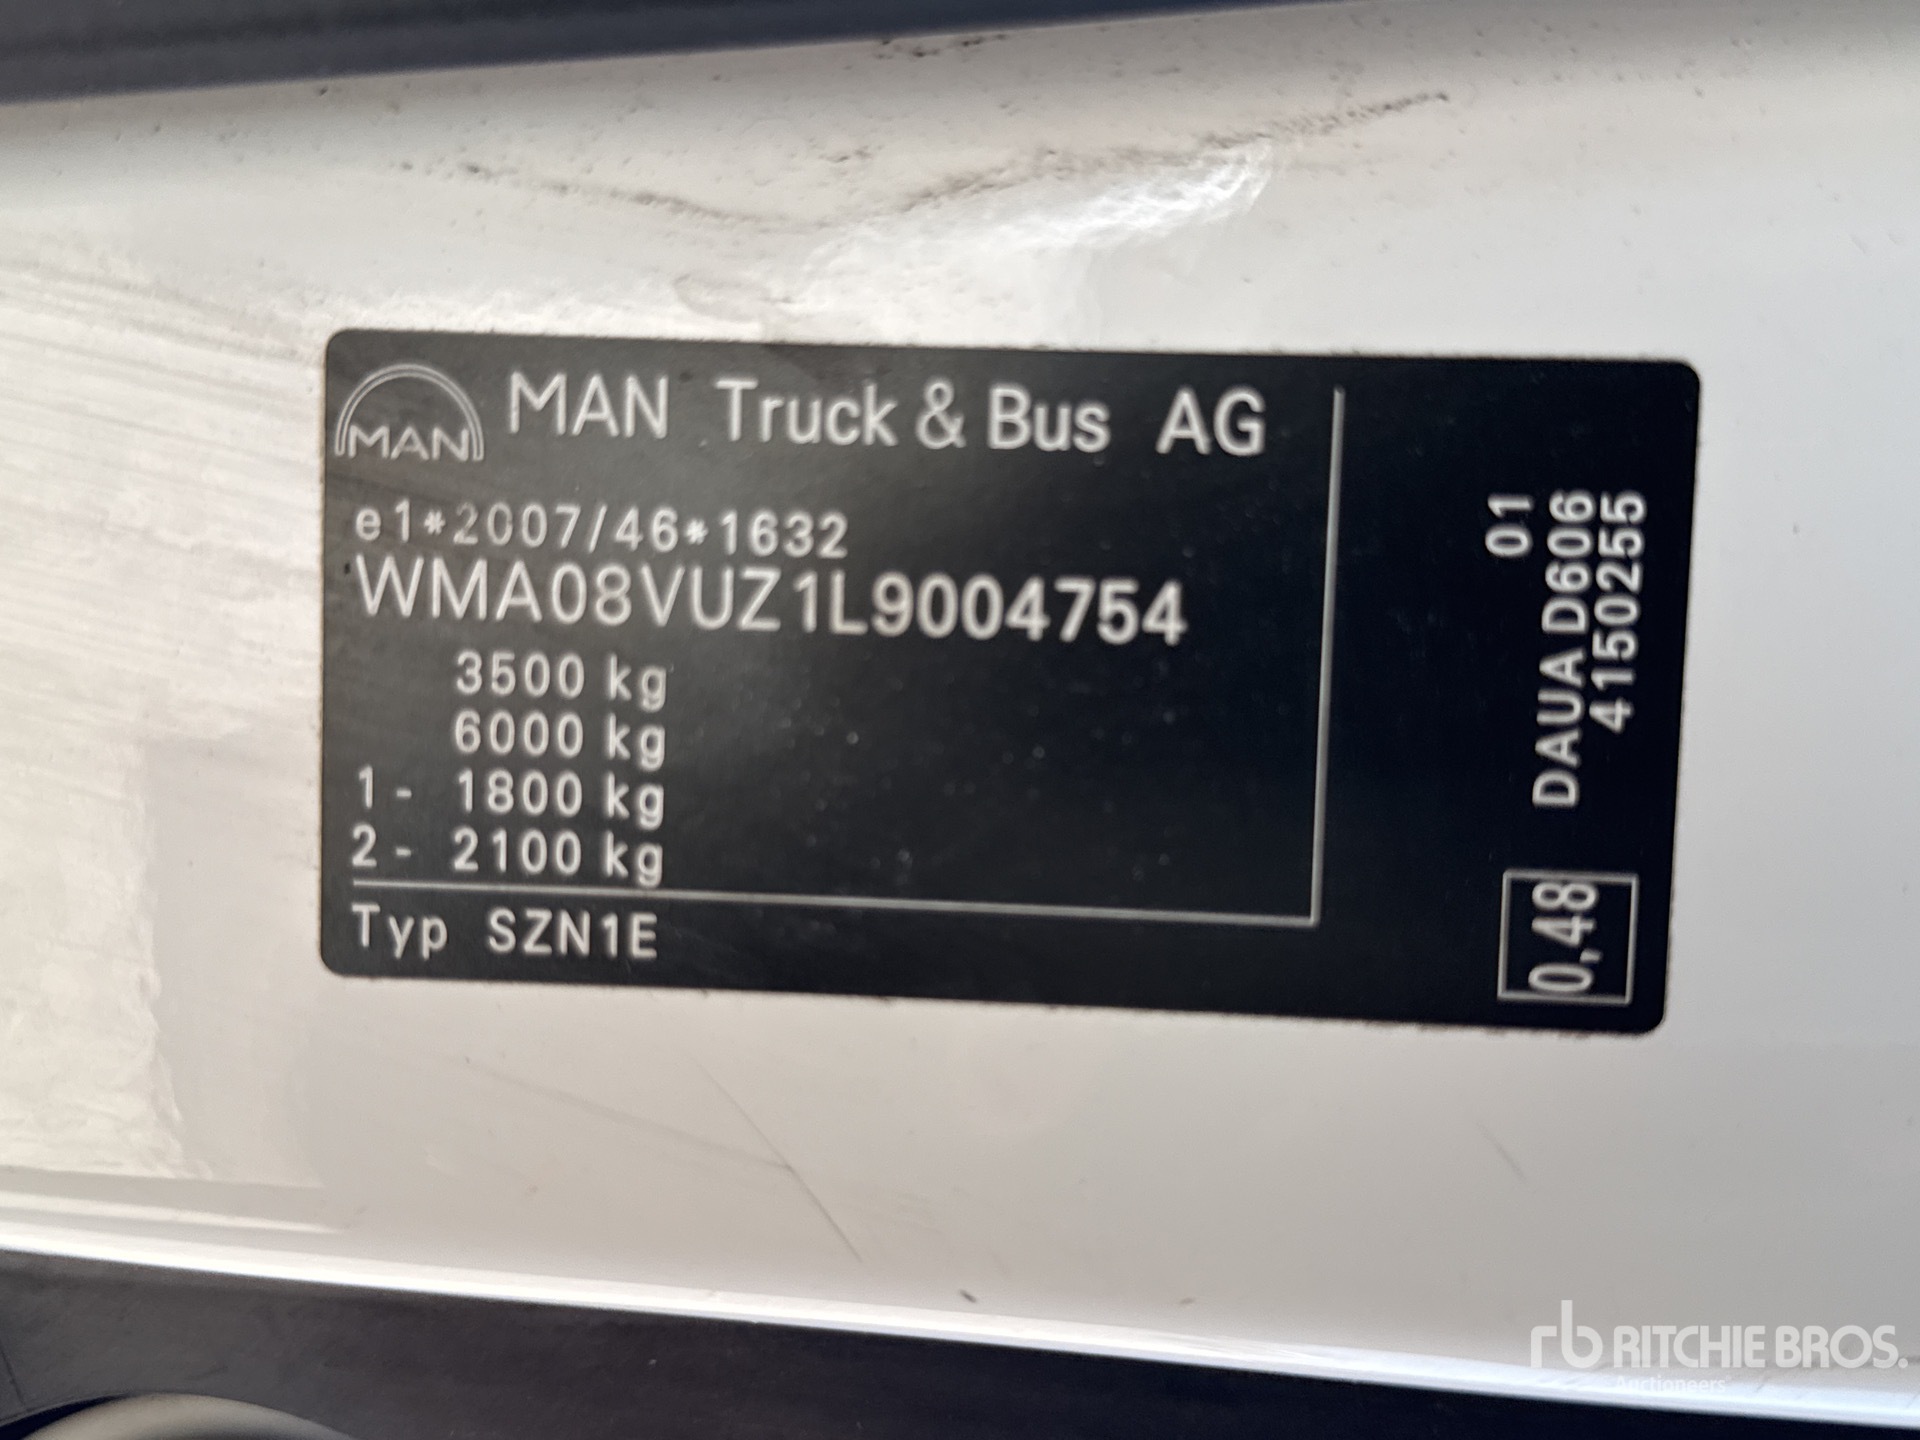 MAN MAN Truck & Bus AG
e1*2007/46*1632
WMA08VUZ1L9004754
3500 kg
6000 kg
1- 1800 kg
2- 2100 kg
Typ SZN1E
01
DAUA D606
4150255
0,48
rb RITCHIE BROS.
Auctioneers